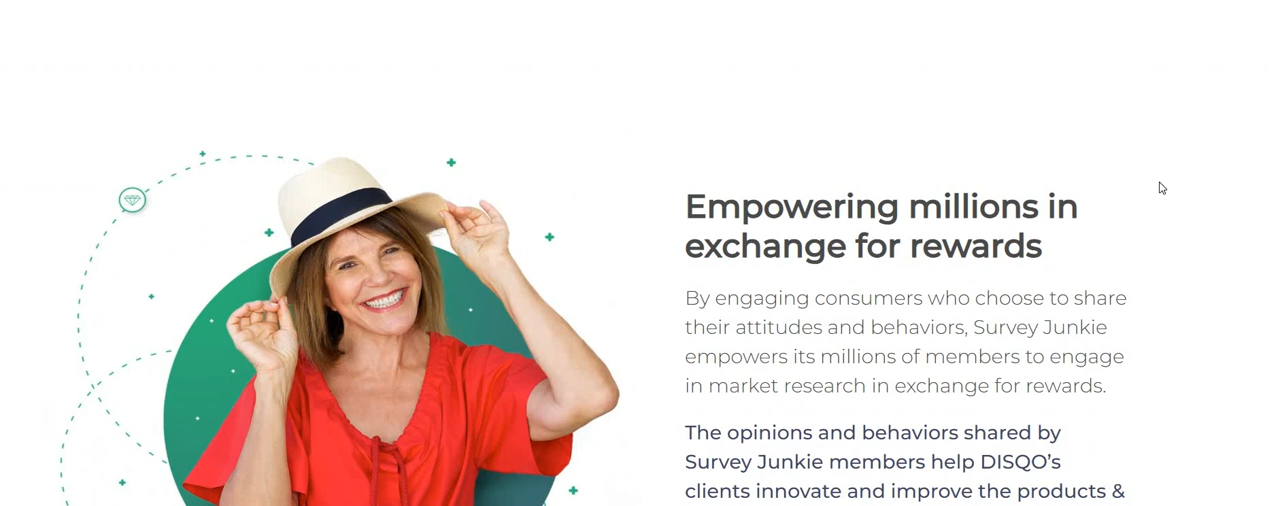 Empowering millions in
exchange for rewards
By engaging consumers who choose to share
their attitudes and behaviors, Survey Junkie
empowers its millions of members to engage
in market research in exchange for rewards.
The opinions and behaviors shared by
Survey Junkie members help DISQO’s
clients innovate and improve the products &